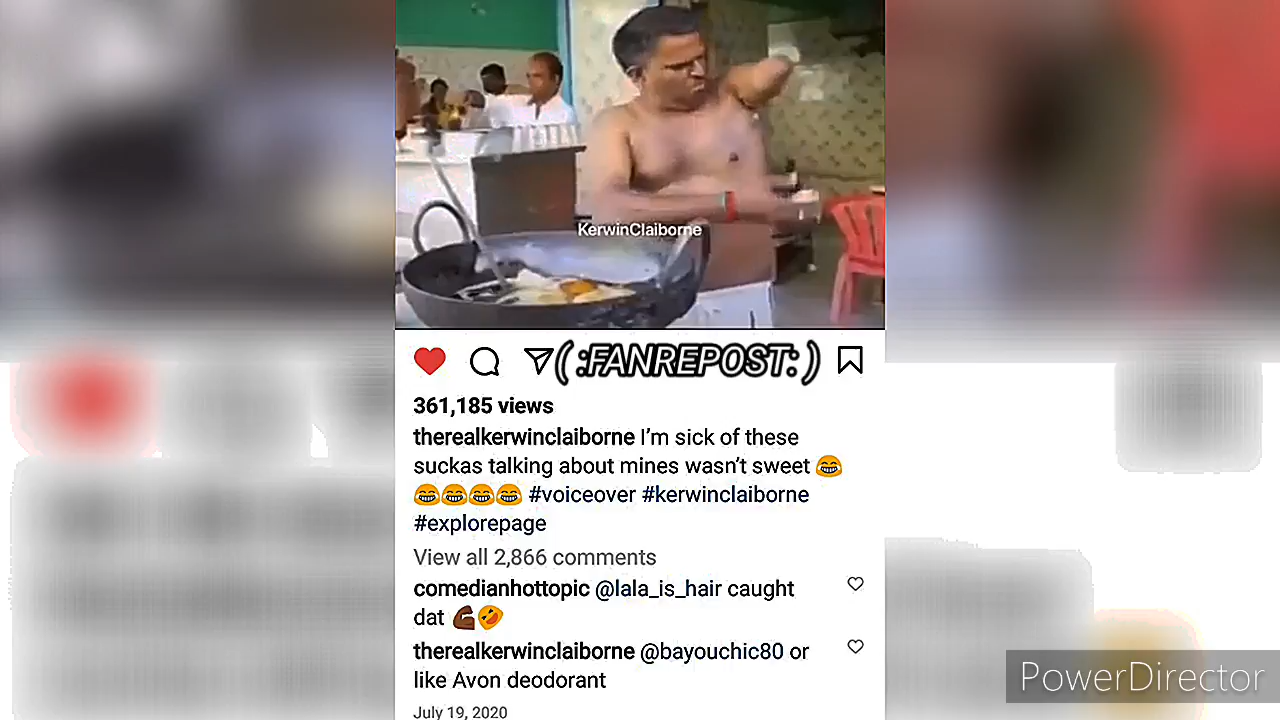 KerwinClaiborne
( :FANREPOST: )
361,185 views
therealkerwinclaiborne I’m sick of these
suckas talking about mines wasn’t sweet 😂
😂😂😂😂 #voiceover #kerwinclaiborne
#explorepage
View all 2,866 comments
comedianhottopic @lala_is_hair caught
dat 💪🏾🤣
therealkerwinclaiborne @bayouchic80 or
like Avon deodorant
July 19, 2020
PowerDirector